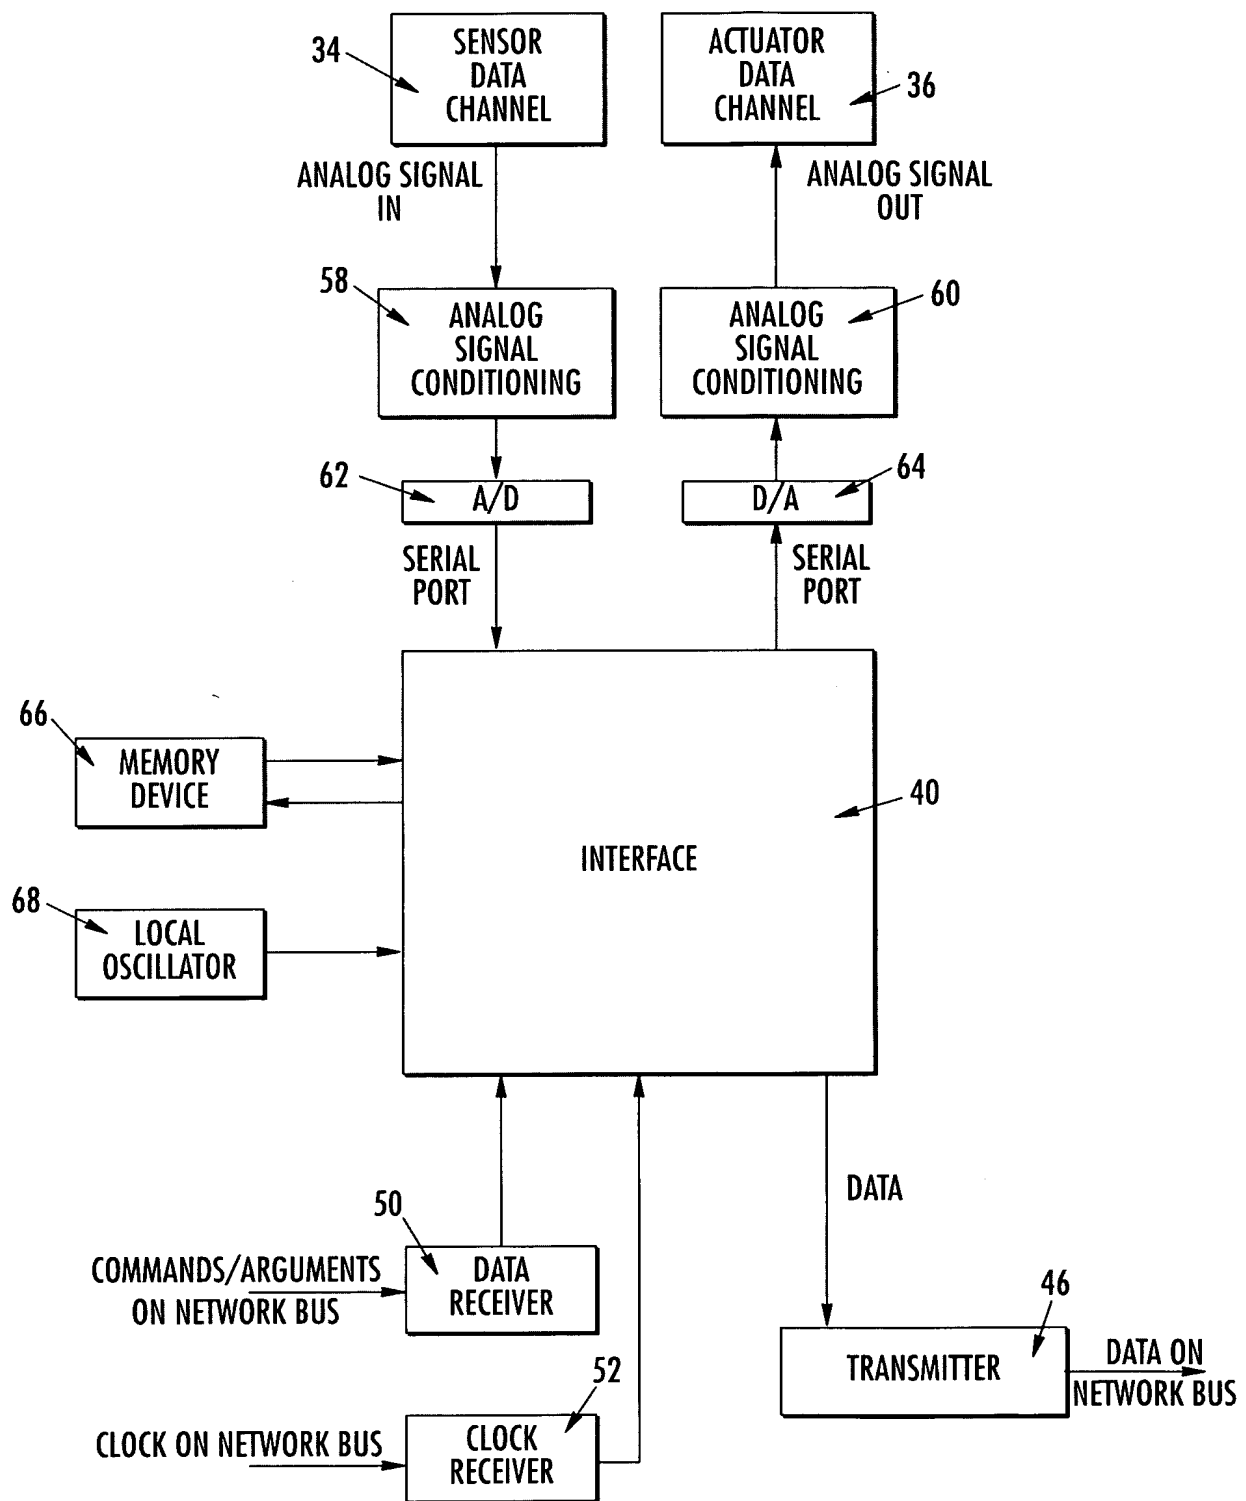 34
SENSOR
DATA
CHANNEL
ACTUATOR
DATA
CHANNEL
36
ANALOG SIGNAL
IN
ANALOG SIGNAL
OUT
58
ANALOG
SIGNAL
CONDITIONING
ANALOG
SIGNAL
CONDITIONING
60
62
A/D
D/A
64
SERIAL
PORT
SERIAL
PORT
66
MEMORY
DEVICE
40
INTERFACE
68
LOCAL
OSCILLATOR
DATA
50
COMMANDS/ARGUMENTS
ON NETWORK BUS
DATA
RECEIVER
46
TRANSMITTER
DATA ON
NETWORK BUS
52
CLOCK ON NETWORK BUS
CLOCK
RECEIVER